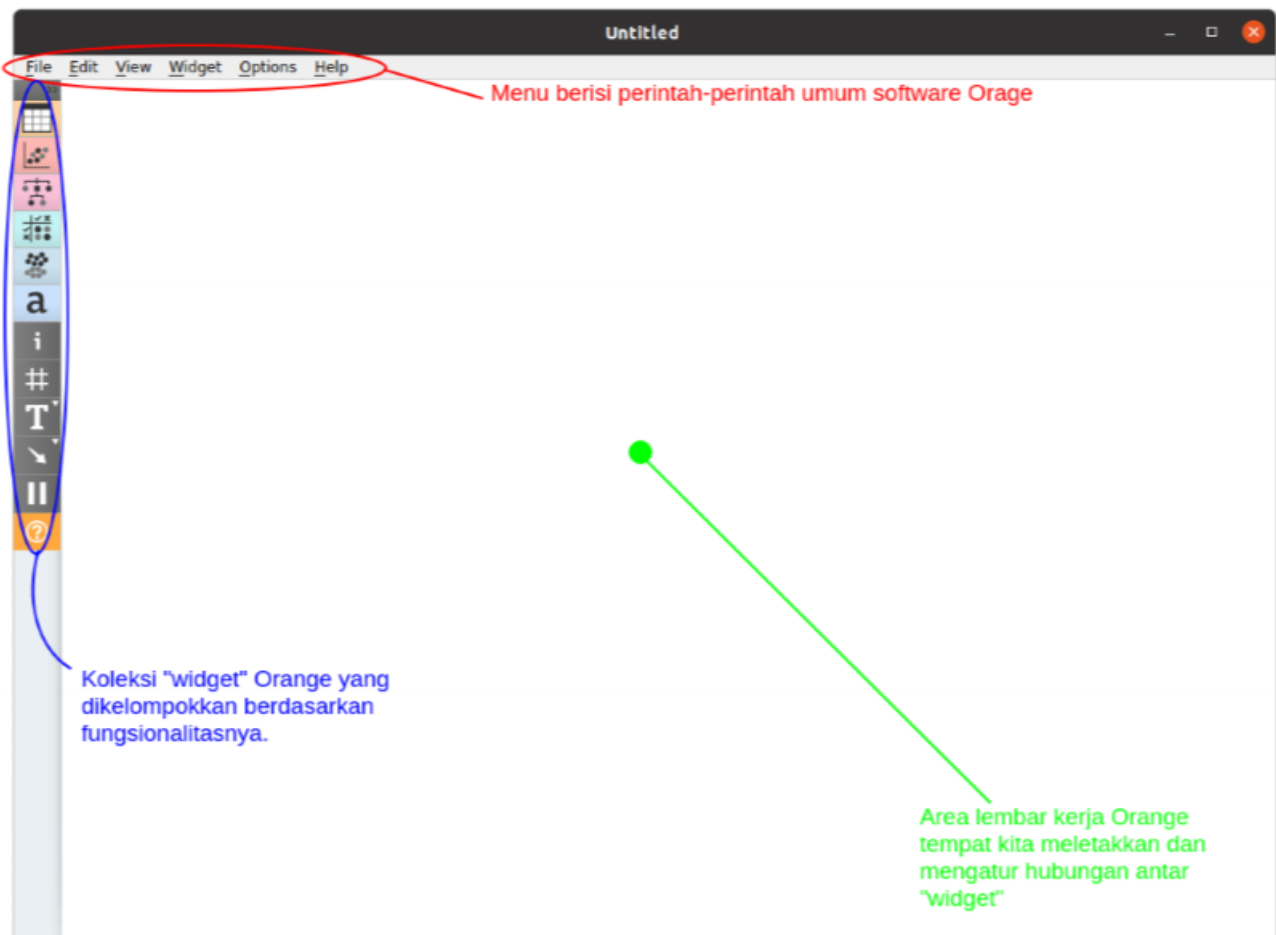 Untitled
File Edit View Widget Options Help
Menu berisi perintah-perintah umum software Orage
a
i
T
?
Koleksi "widget" Orange yang
dikelompokkan berdasarkan
fungsionalitasnya.
Area lembar kerja Orange
tempat kita meletakkan dan
mengatur hubungan antar
"widget"